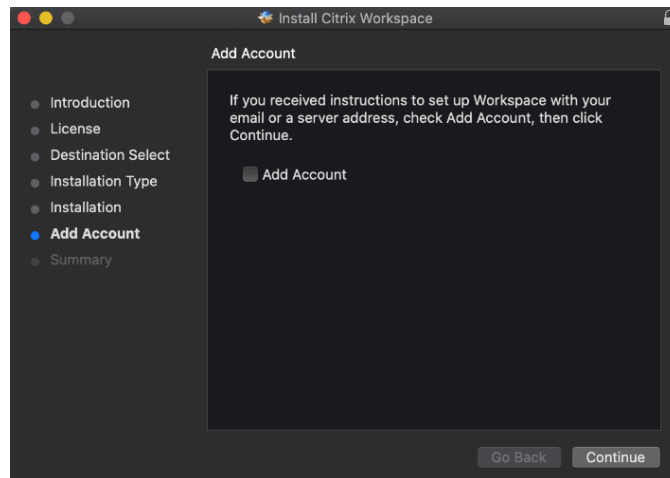 Install Citrix Workspace
Add Account
Introduction
License
Destination Select
Installation Type
Installation
Add Account
Summary
If you received instructions to set up Workspace with your
email or a server address, check Add Account, then click
Continue.
Add Account
Go Back
Continue